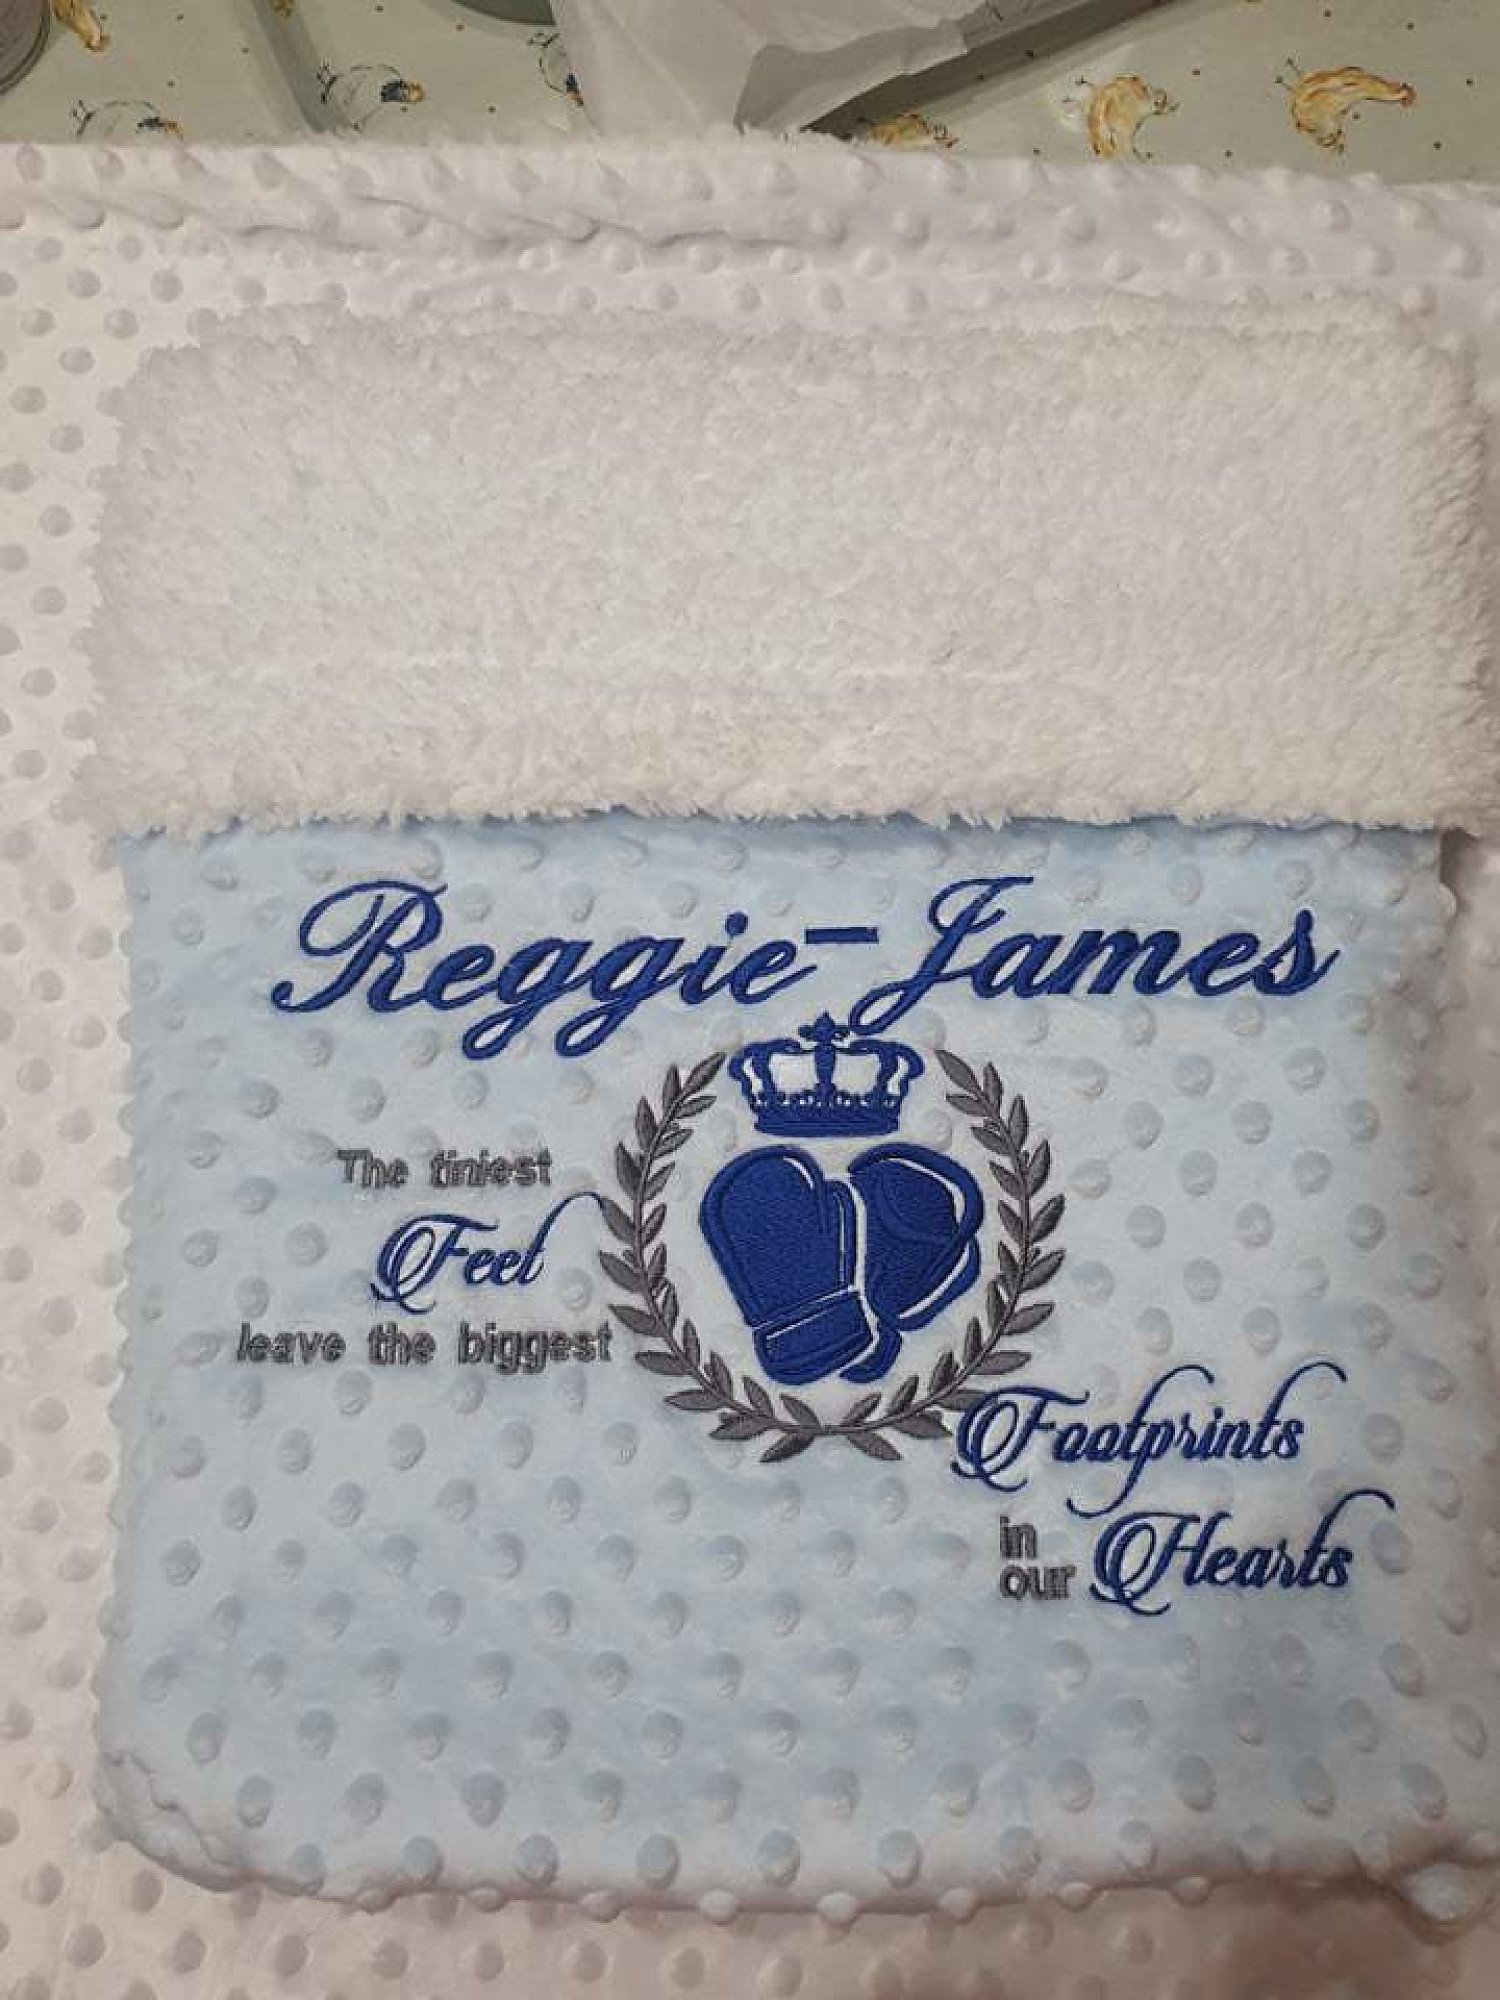 Reggie-James
The tiniest
Feet
leave the biggest
Footprints
in
our Hearts